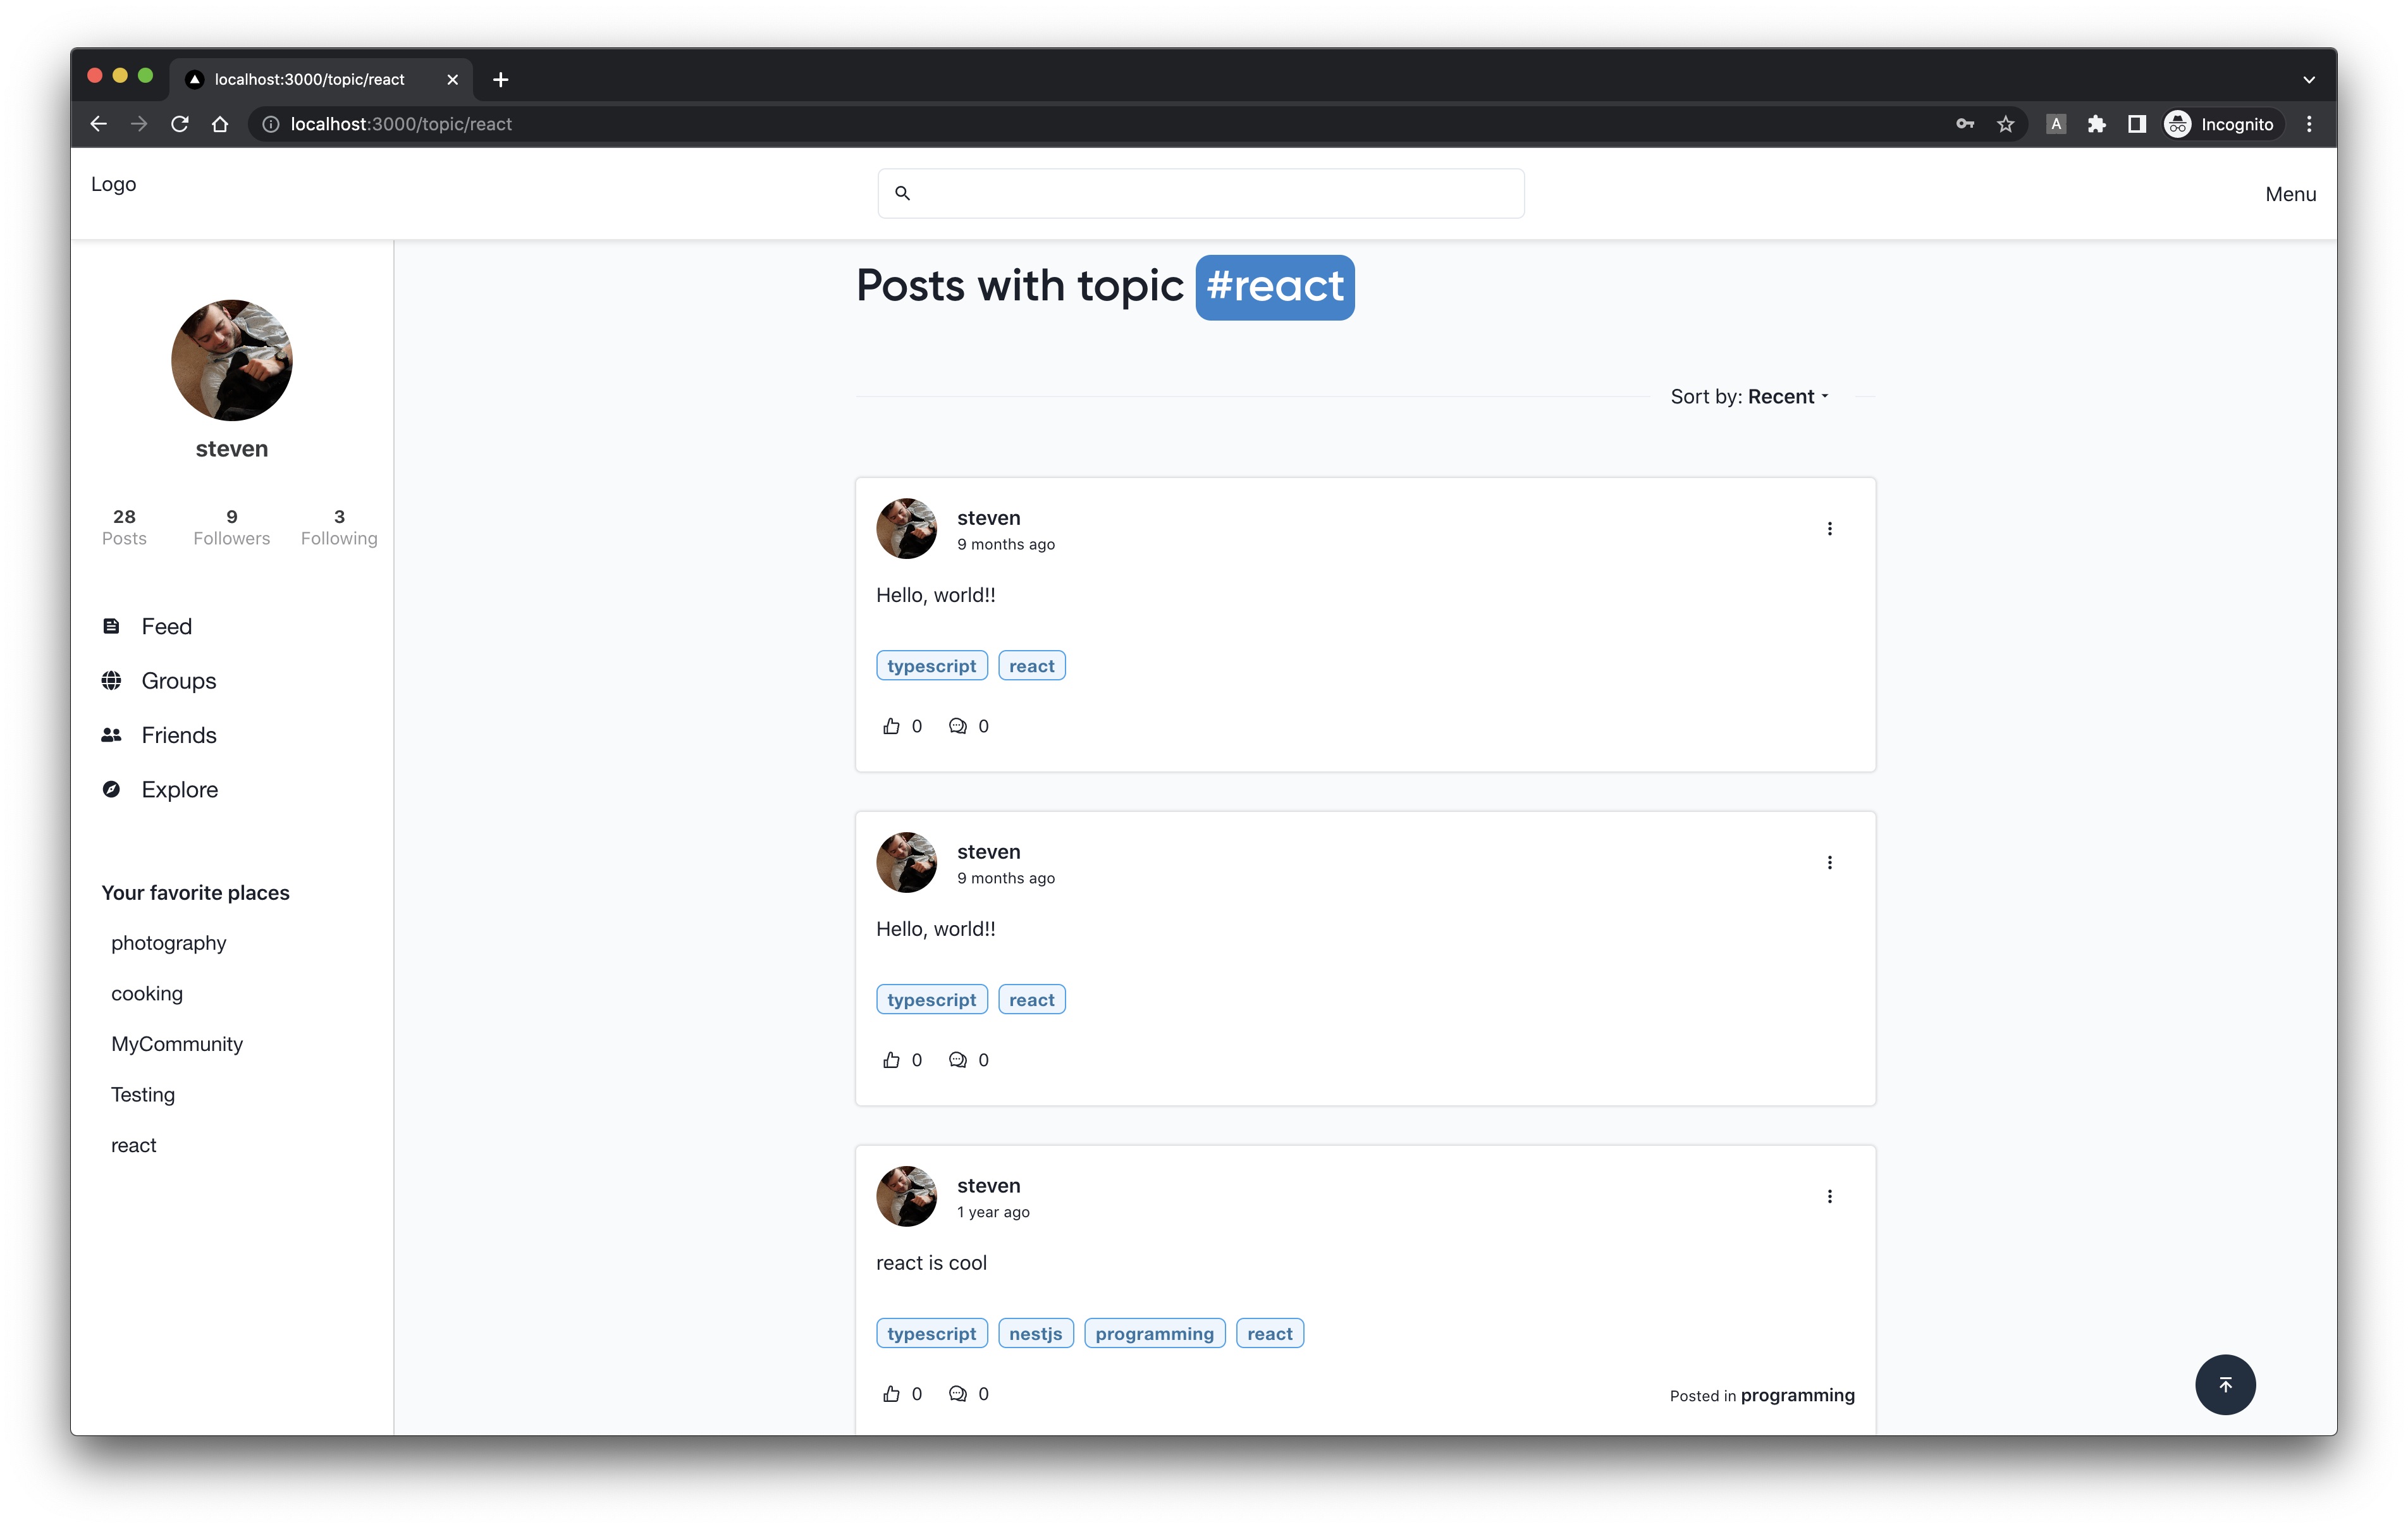 localhost:3000/topic/react
localhost:3000/topic/react
A
Incognito
Logo
Menu
steven
28 9 3
Posts Followers Following
Feed
Groups
Friends
Explore
Your favorite places
photography
cooking
MyCommunity
Testing
react
Posts with topic #react
Sort by: Recent
steven
9 months ago
Hello, world!!
typescript react
0 0
steven
9 months ago
Hello, world!!
typescript react
0 0
steven
1 year ago
react is cool
typescript nestjs programming react
0 0 Posted in programming